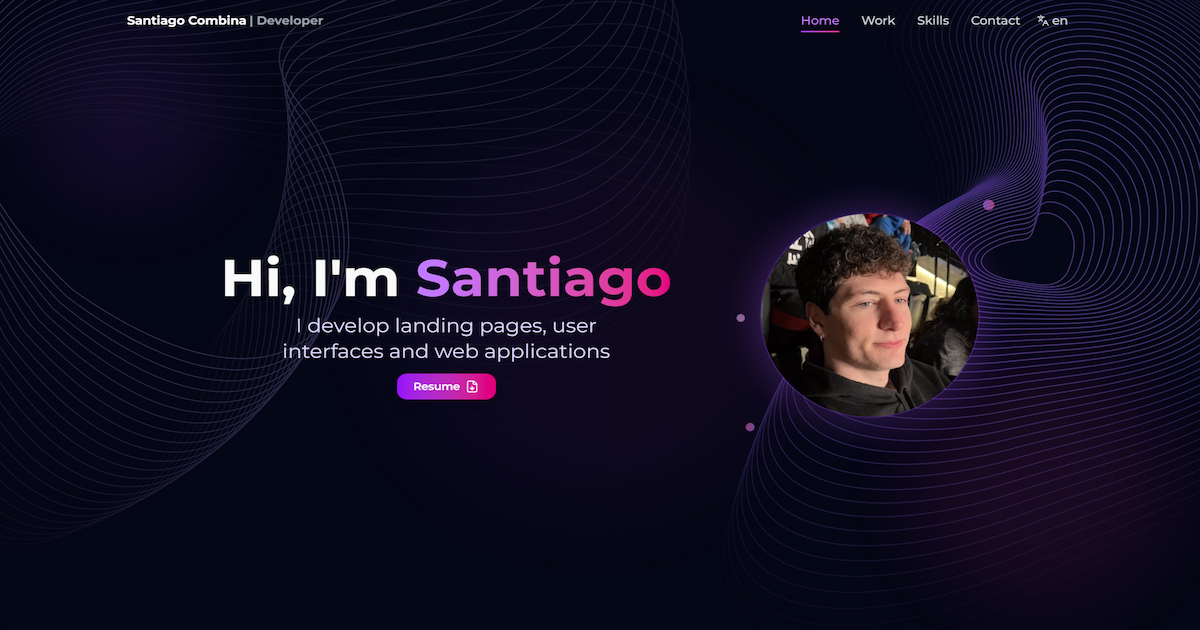 Santiago Combina | Developer
Home Work Skills Contact en
Hi, I'm Santiago
I develop landing pages, user
interfaces and web applications
Resume